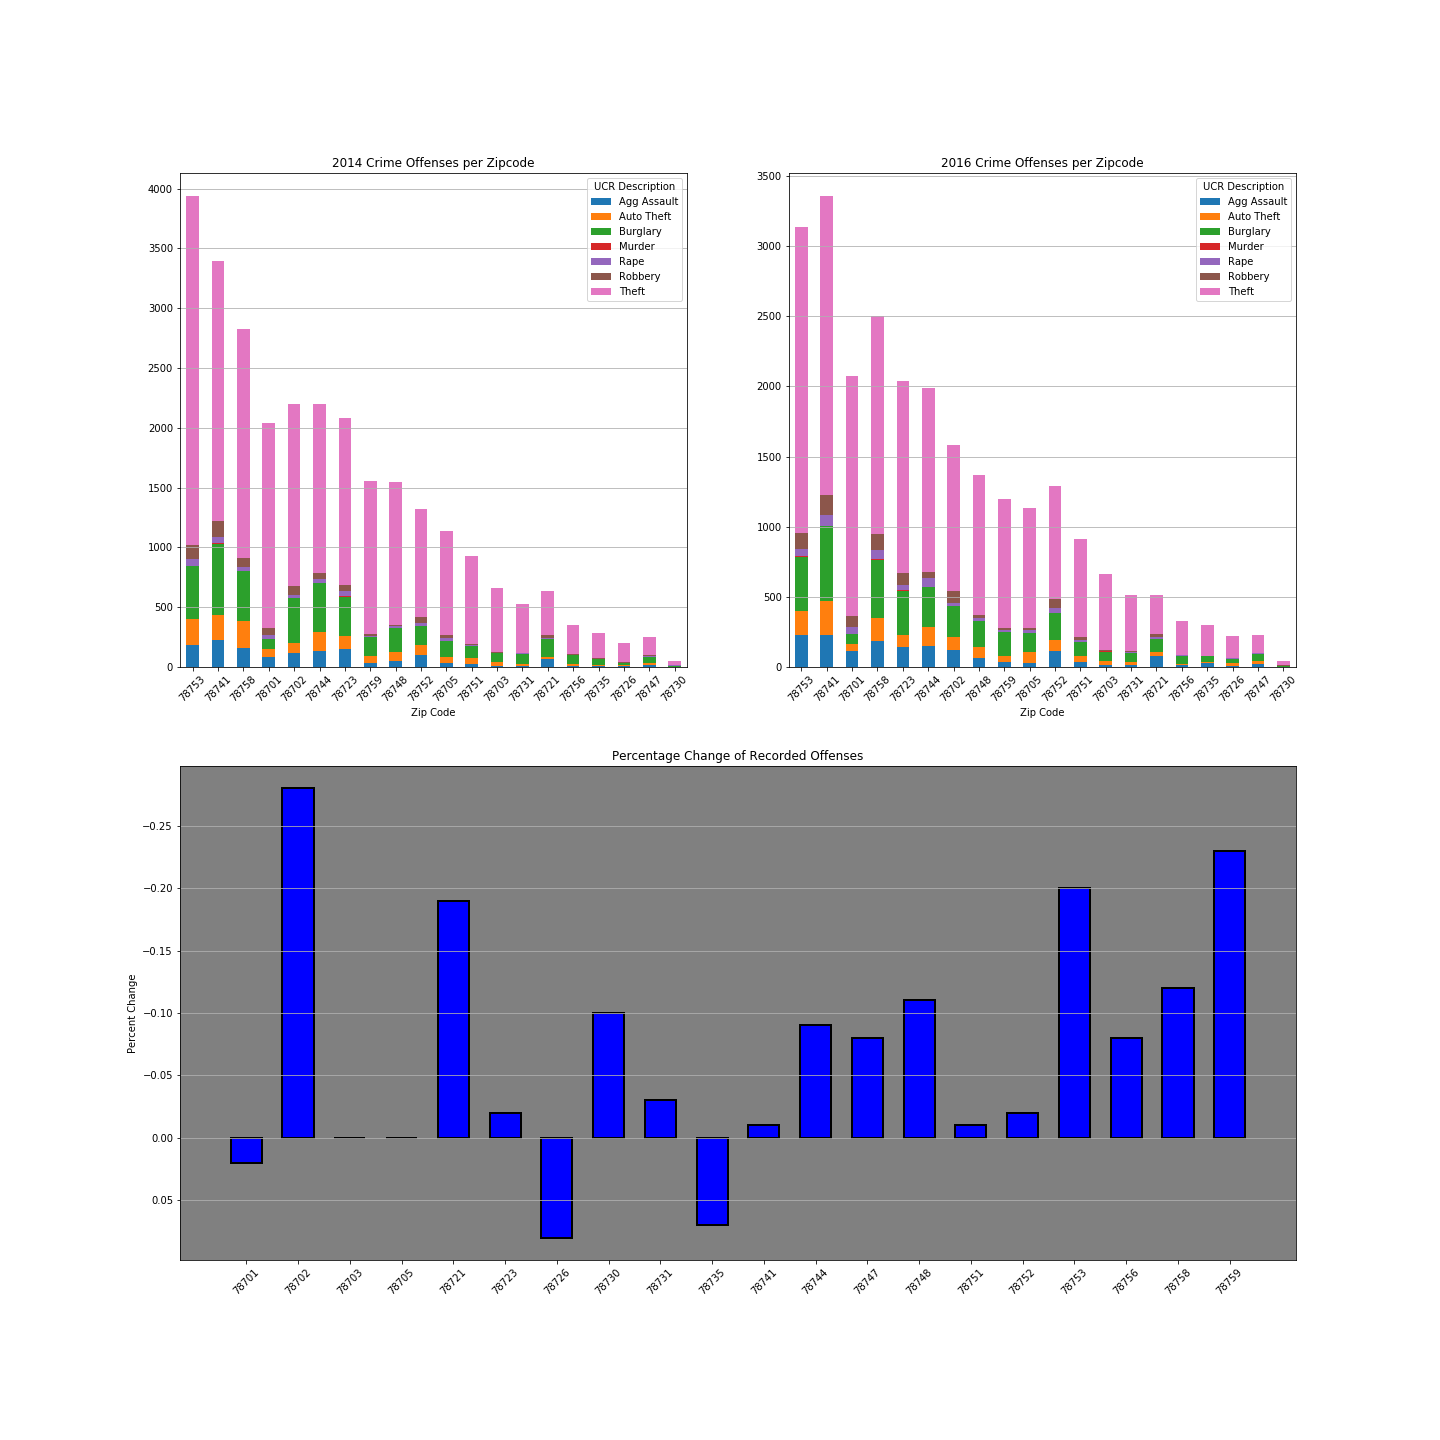 2014 Crime Offenses per Zipcode
4000
3500
3000
2500
2000
1500
1000
500
0
UCR Description
Agg Assault
Auto Theft
Burglary
Murder
Rape
Robbery
Theft
78753 78741 78758 78701 78702 78744 78723 78759 78748 78752 78705 78751 78703 78731 78721 78756 78735 78726 78747 78730
Zip Code
2016 Crime Offenses per Zipcode
3500
3000
2500
2000
1500
1000
500
0
UCR Description
Agg Assault
Auto Theft
Burglary
Murder
Rape
Robbery
Theft
78753 78741 78701 78758 78723 78744 78702 78748 78759 78705 78752 78751 78703 78731 78721 78756 78735 78726 78747 78730
Zip Code
Percentage Change of Recorded Offenses
Percent Change
−0.25
−0.20
−0.15
−0.10
−0.05
0.00
0.05
78701 78702 78703 78705 78721 78723 78726 78730 78731 78735 78741 78744 78747 78748 78751 78752 78753 78756 78758 78759